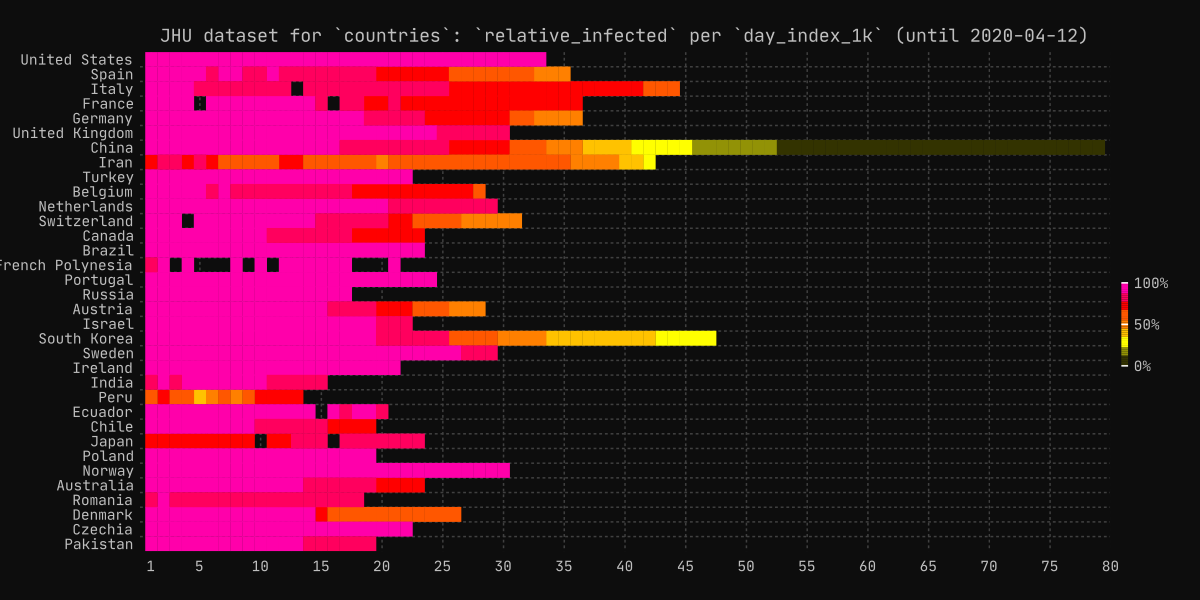 JHU dataset for `countries`: `relative_infected` per `day_index_1k` (until 2020-04-12)
United States
Spain
Italy
France
Germany
United Kingdom
China
Iran
Turkey
Belgium
Netherlands
Switzerland
Canada
Brazil
French Polynesia
Portugal
Russia
Austria
Israel
South Korea
Sweden
Ireland
India
Peru
Ecuador
Chile
Japan
Poland
Norway
Australia
Romania
Denmark
Czechia
Pakistan
1 5 10 15 20 25 30 35 40 45 50 55 60 65 70 75 80
100%
50%
0%